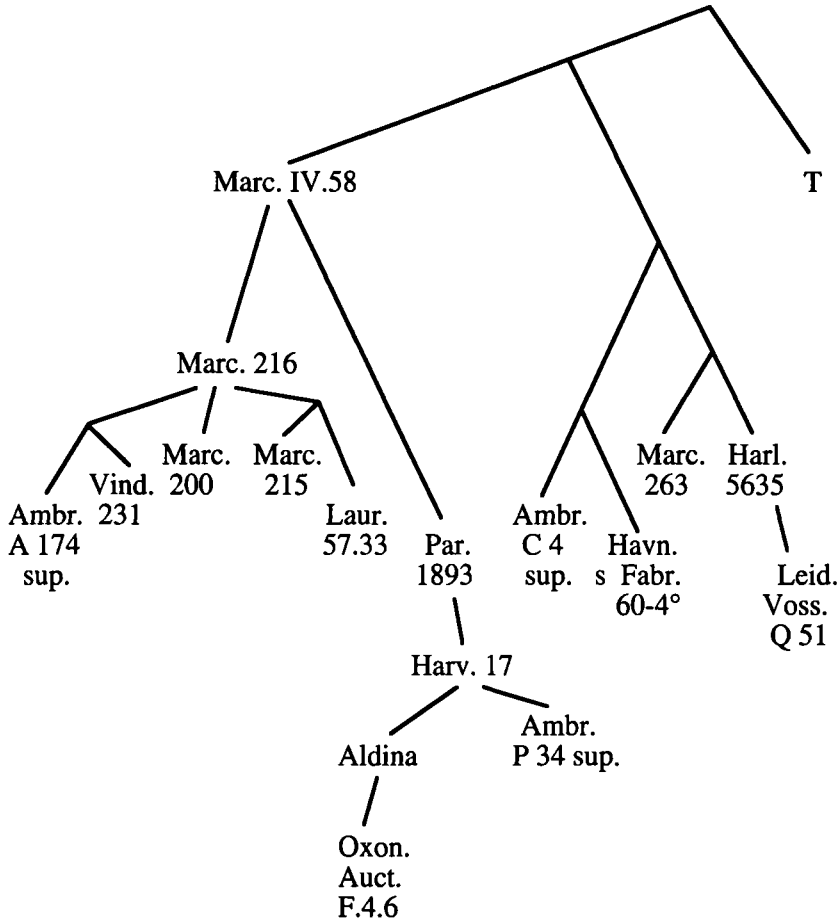 Marc. IV.58
T
Marc. 216
Ambr.
A 174
sup.
Vind.
231
Marc.
200
Marc.
215
Laur.
57.33
Par.
1893
Ambr.
C 4
sup.
s
Havn.
Fabr.
60-4°
Marc.
263
Harl.
5635
Leid.
Voss.
Q 51
Harv. 17
Aldina
Ambr.
P 34 sup.
Oxon.
Auct.
F.4.6